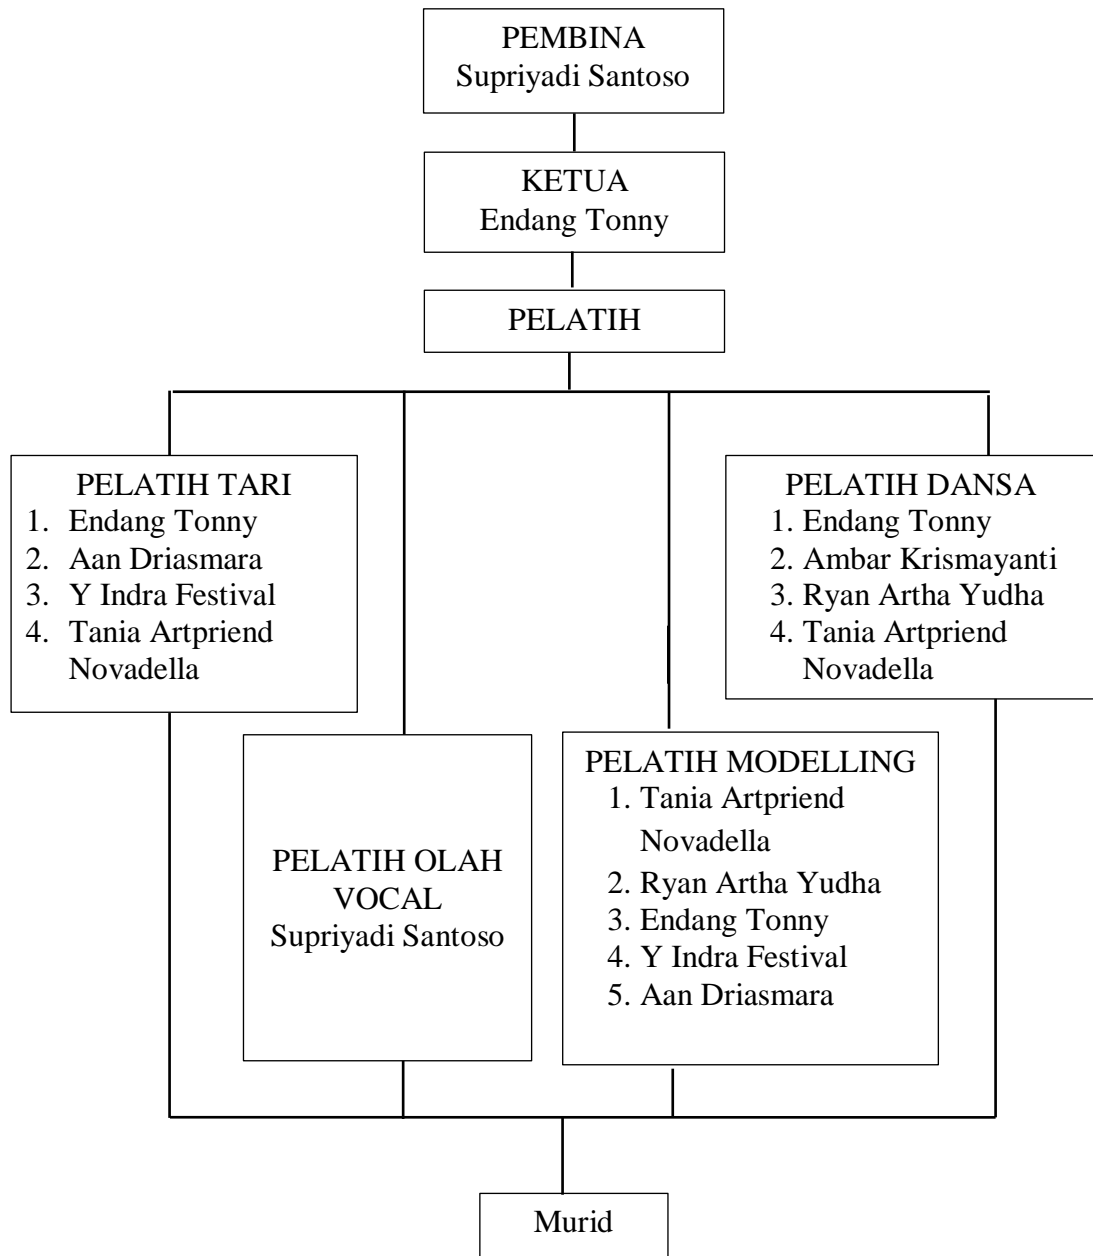 PEMBINA
Supriyadi Santoso
KETUA
Endang Tonny
PELATIH
PELATIH TARI
1. Endang Tonny
2. Aan Driasmara
3. Y Indra Festival
4. Tania Artpriend
Novadella
PELATIH DANSA
1. Endang Tonny
2. Ambar Krismayanti
3. Ryan Artha Yudha
4. Tania Artpriend
Novadella
PELATIH OLAH
VOCAL
Supriyadi Santoso
PELATIH MODELLING
1. Tania Artpriend
Novadella
2. Ryan Artha Yudha
3. Endang Tonny
4. Y Indra Festival
5. Aan Driasmara
Murid